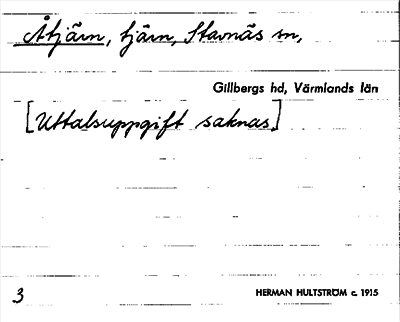 Åtjärn, tjärn, Stavnäs sn,
Gillbergs hd, Värmlands län
[Uttalsuppgift saknas]
3
HERMAN HULTSTRÖM c. 1915